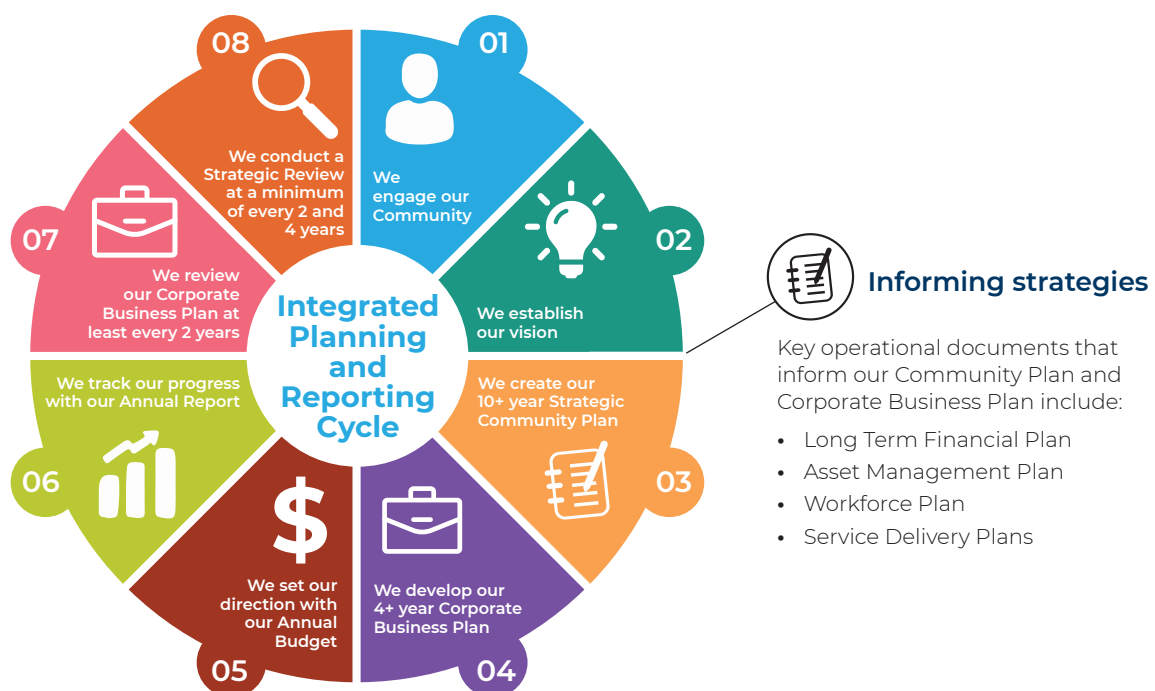 Integrated
Planning
and
Reporting
Cycle
01
We
engage our
Community
02
We establish
our vision
03
We create our
10+ year Strategic
Community Plan
04
We develop our
4+ year Corporate
Business Plan
05
We set our
direction with
our Annual
Budget
06
We track our progress
with our Annual Report
07
We review
our Corporate
Business Plan at
least every 2 years
08
We conduct a
Strategic Review
at a minimum
of every 2 and
4 years
Informing strategies
Key operational documents that
inform our Community Plan and
Corporate Business Plan include:
• Long Term Financial Plan
• Asset Management Plan
• Workforce Plan
• Service Delivery Plans